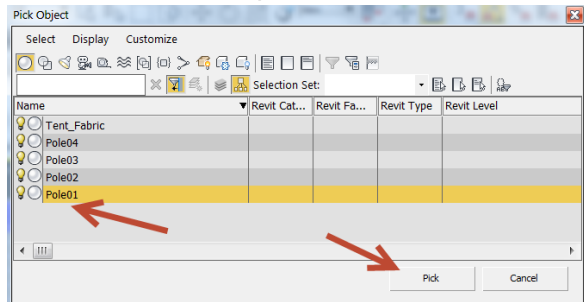 Pick Object
Select Display Customize
Selection Set:
Name Revit Cat... Revit Fa... Revit Type Revit Level
Tent_Fabric
Pole04
Pole03
Pole02
Pole01
Pick Cancel